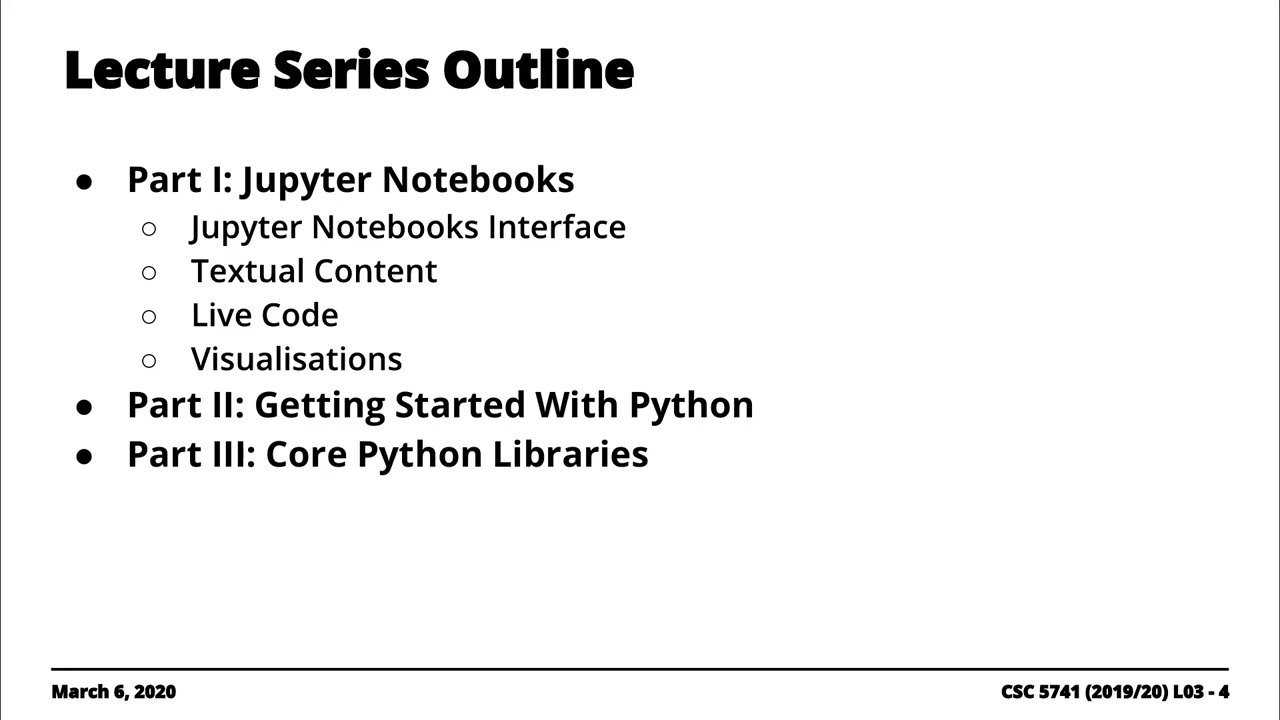 Lecture Series Outline
● Part I: Jupyter Notebooks
○ Jupyter Notebooks Interface
○ Textual Content
○ Live Code
○ Visualisations
● Part II: Getting Started With Python
● Part III: Core Python Libraries
March 6, 2020
CSC 5741 (2019/20) L03 - 4